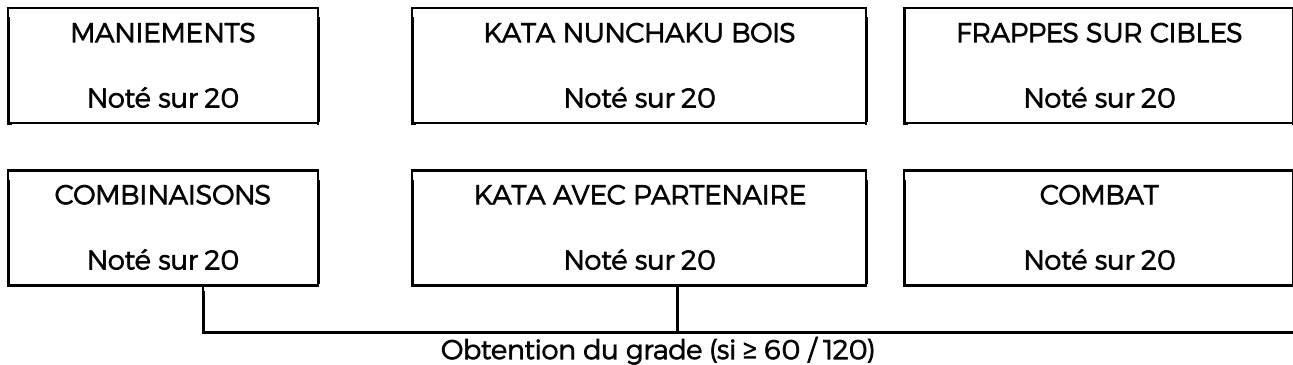 MANIEMENTS
Noté sur 20
KATA NUNCHAKU BOIS
Noté sur 20
FRAPPES SUR CIBLES
Noté sur 20
COMBINAISONS
Noté sur 20
KATA AVEC PARTENAIRE
Noté sur 20
COMBAT
Noté sur 20
Obtention du grade (si ≥ 60 / 120)